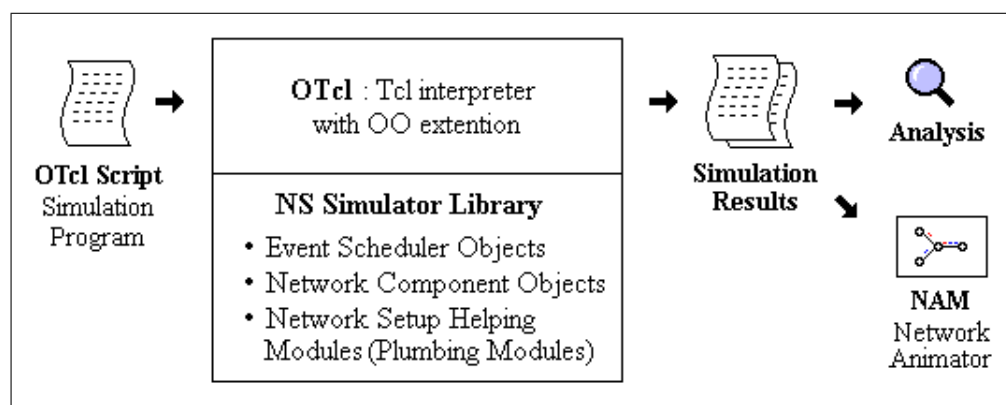 OTcl Script
Simulation
Program
OTcl : Tcl interpreter
with OO extention
NS Simulator Library
• Event Scheduler Objects
• Network Component Objects
• Network Setup Helping
Modules (Plumbing Modules)
Simulation
Results
Analysis
NAM
Network
Animator